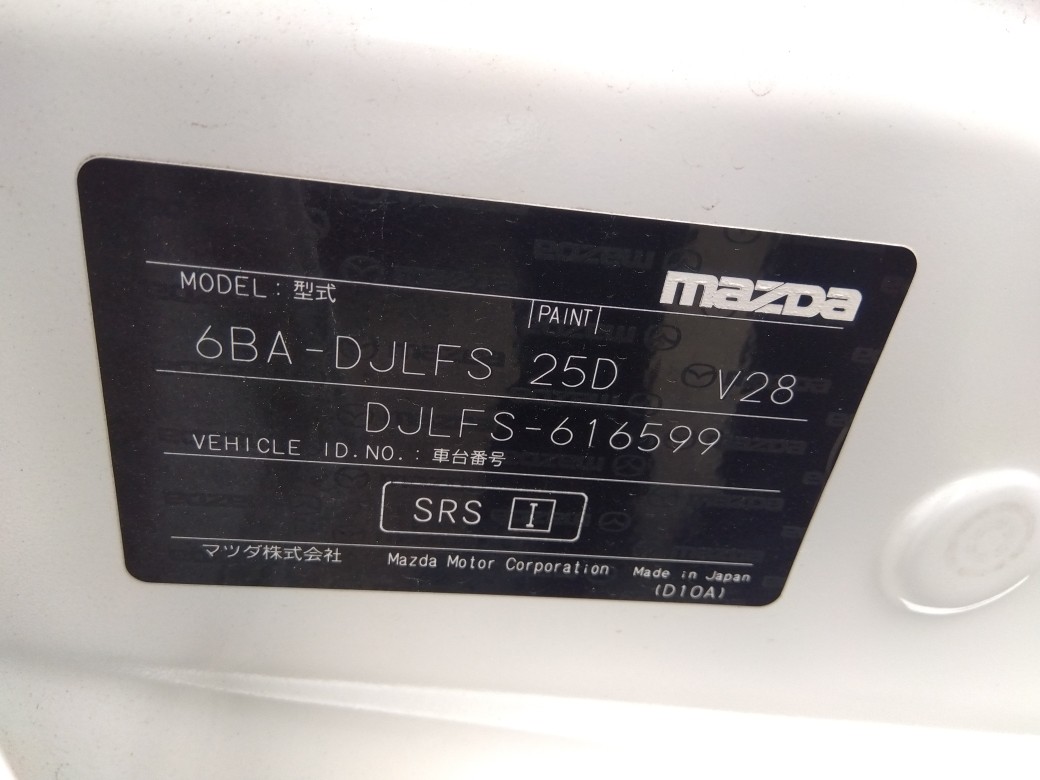 mazda
MODEL : 型式
PAINT
6BA-DJLFS 25D V28
DJLFS-616599
VEHICLE ID.NO. : 車台番号
SRS I
マツダ株式会社 Mazda Motor Corporation Made in Japan
(D10A)